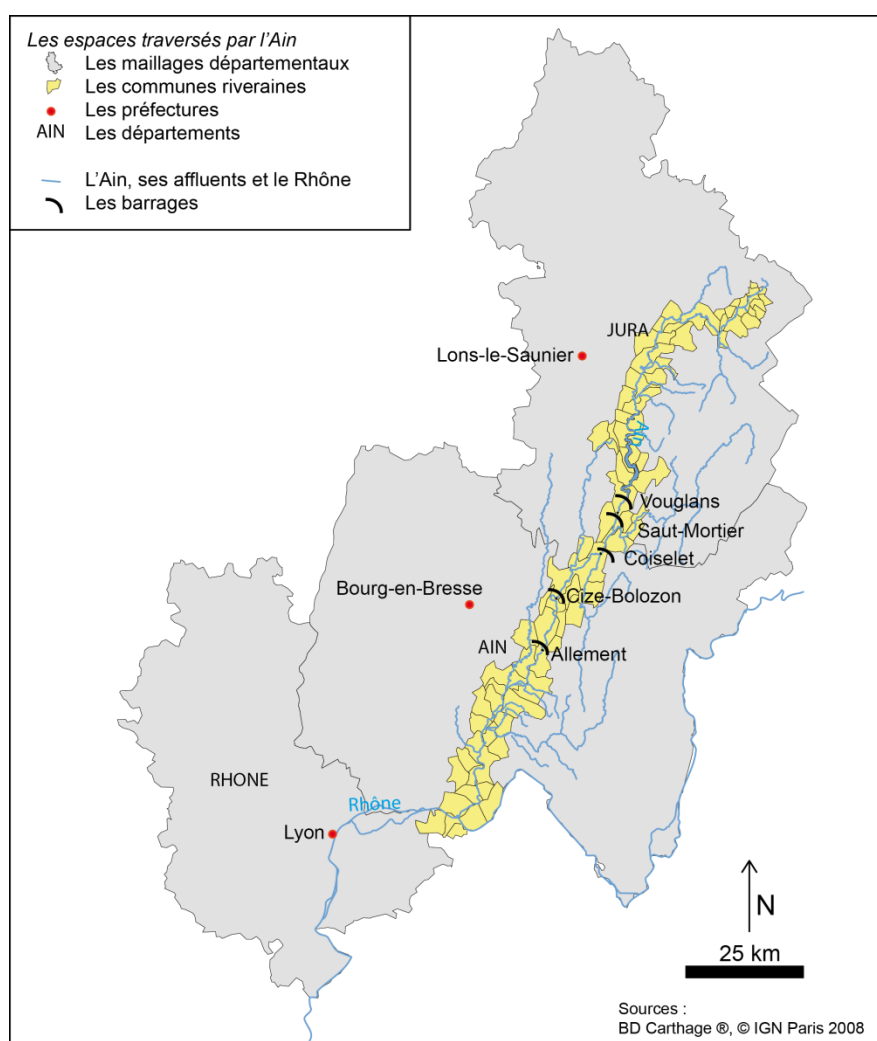 Les espaces traversés par l'Ain
Les maillages départementaux
Les communes riveraines
Les préfectures
AIN Les départements
L'Ain, ses affluents et le Rhône
Les barrages
JURA
Lons-le-Saunier
Ain
Vouglans
Saut-Mortier
Coiselet
Cize-Bolozon
Bourg-en-Bresse
AIN
Allement
RHONE
Rhône
Lyon
N
25 km
Sources :
BD Carthage ®, © IGN Paris 2008